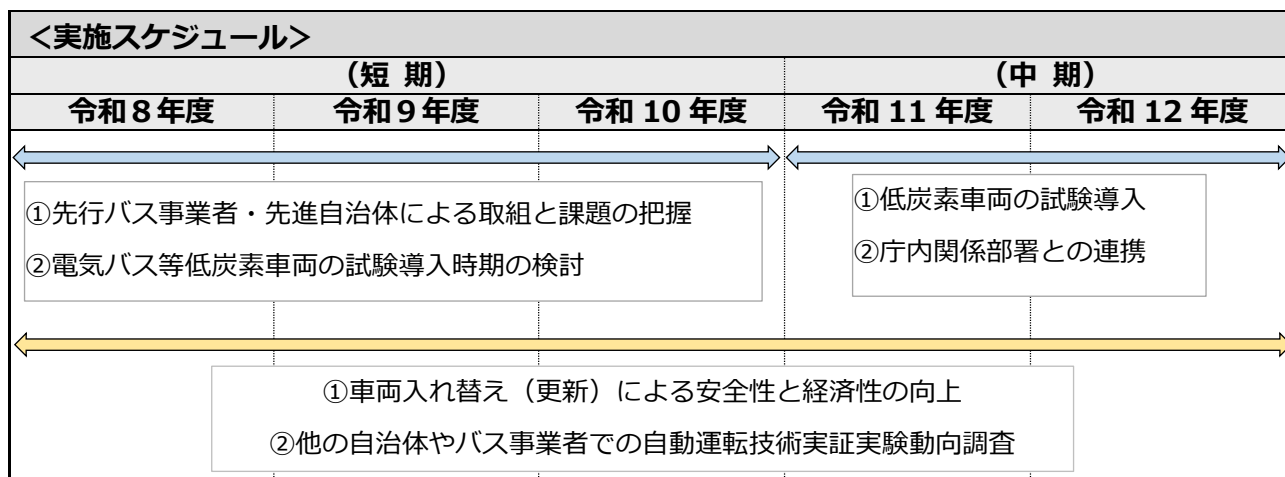 ＜実施スケジュール＞
（短 期） （中 期）
令和８年度 令和９年度 令和 10 年度 令和 11 年度 令和 12 年度
①先行バス事業者・先進自治体による取組と課題の把握
②電気バス等低炭素車両の試験導入時期の検討
①低炭素車両の試験導入
②庁内関係部署との連携
①車両入れ替え（更新）による安全性と経済性の向上
②他の自治体やバス事業者での自動運転技術実証実験動向調査